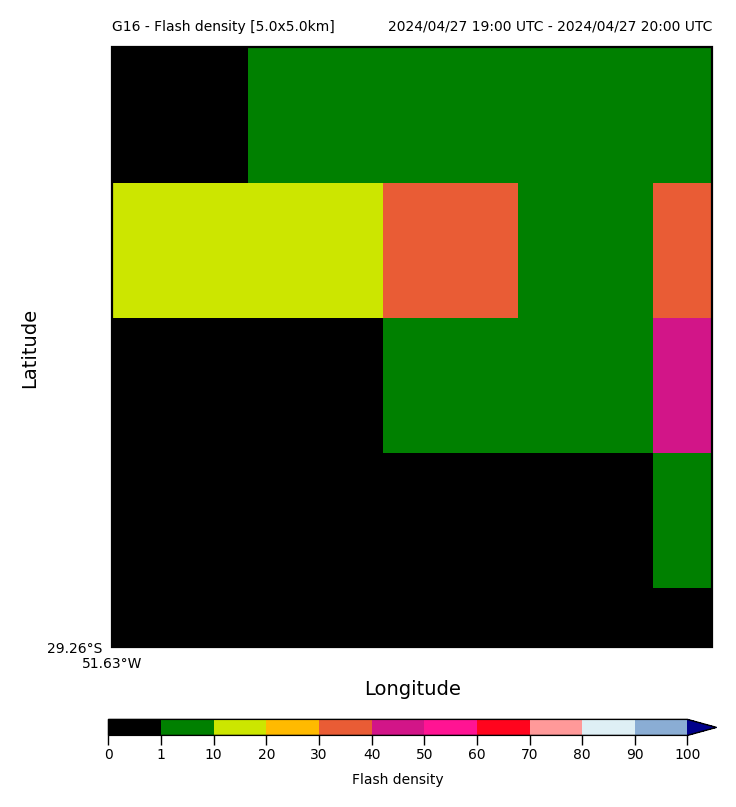 G16 - Flash density [5.0x5.0km] 2024/04/27 19:00 UTC - 2024/04/27 20:00 UTC
Latitude
29.26°S
51.63°W
Longitude
0 1 10 20 30 40 50 60 70 80 90 100
Flash density